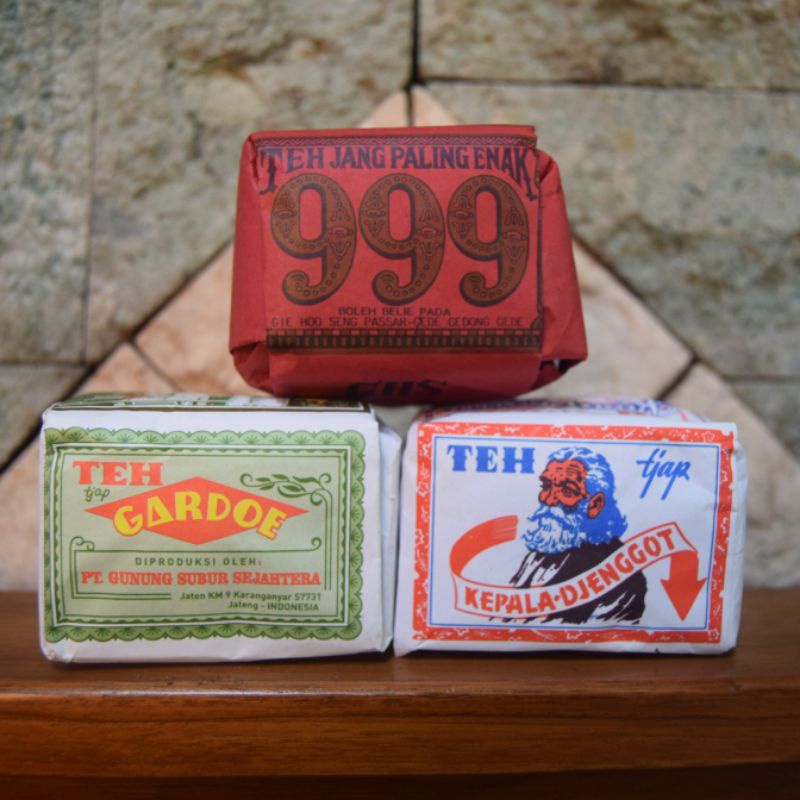 TEH JANG PALING ENAK
999
BOLEH BELIE PADA
GIE HOO SENG PASSAR-GEDE GEDONG GEDE
GHS
TEH
tjap
GARDOE
DIPRODUKSI OLEH:
PT. GUNUNG SUBUR SEJAHTERA
Jaten KM 9 Karanganyar 57731
Jateng - INDONESIA
TEH tjap
KEPALA-DJENGGOT